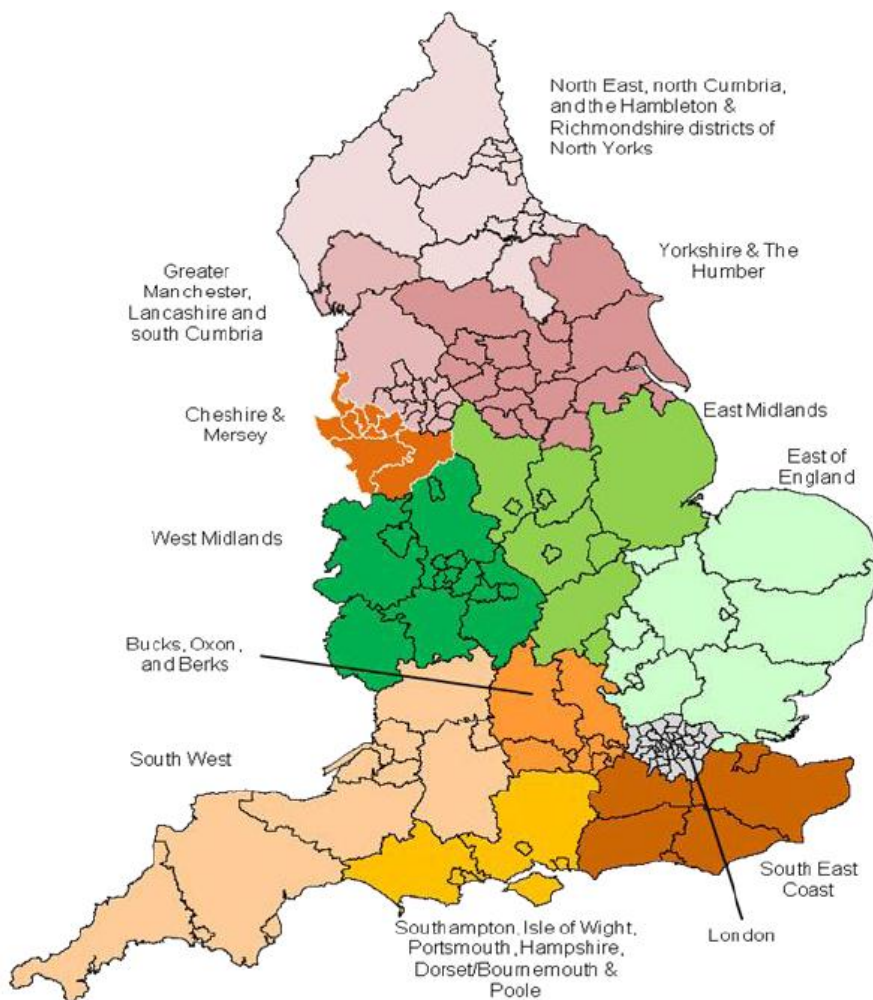 North East, north Cumbria,
and the Hambleton &
Richmondshire districts of
North Yorks
Yorkshire & The
Humber
Greater
Manchester,
Lancashire and
south Cumbria
Cheshire &
Mersey
East Midlands
East of
England
West Midlands
Bucks, Oxon,
and Berks
South West
South East
Coast
London
Southampton, Isle of Wight,
Portsmouth, Hampshire,
Dorset/Bournemouth &
Poole